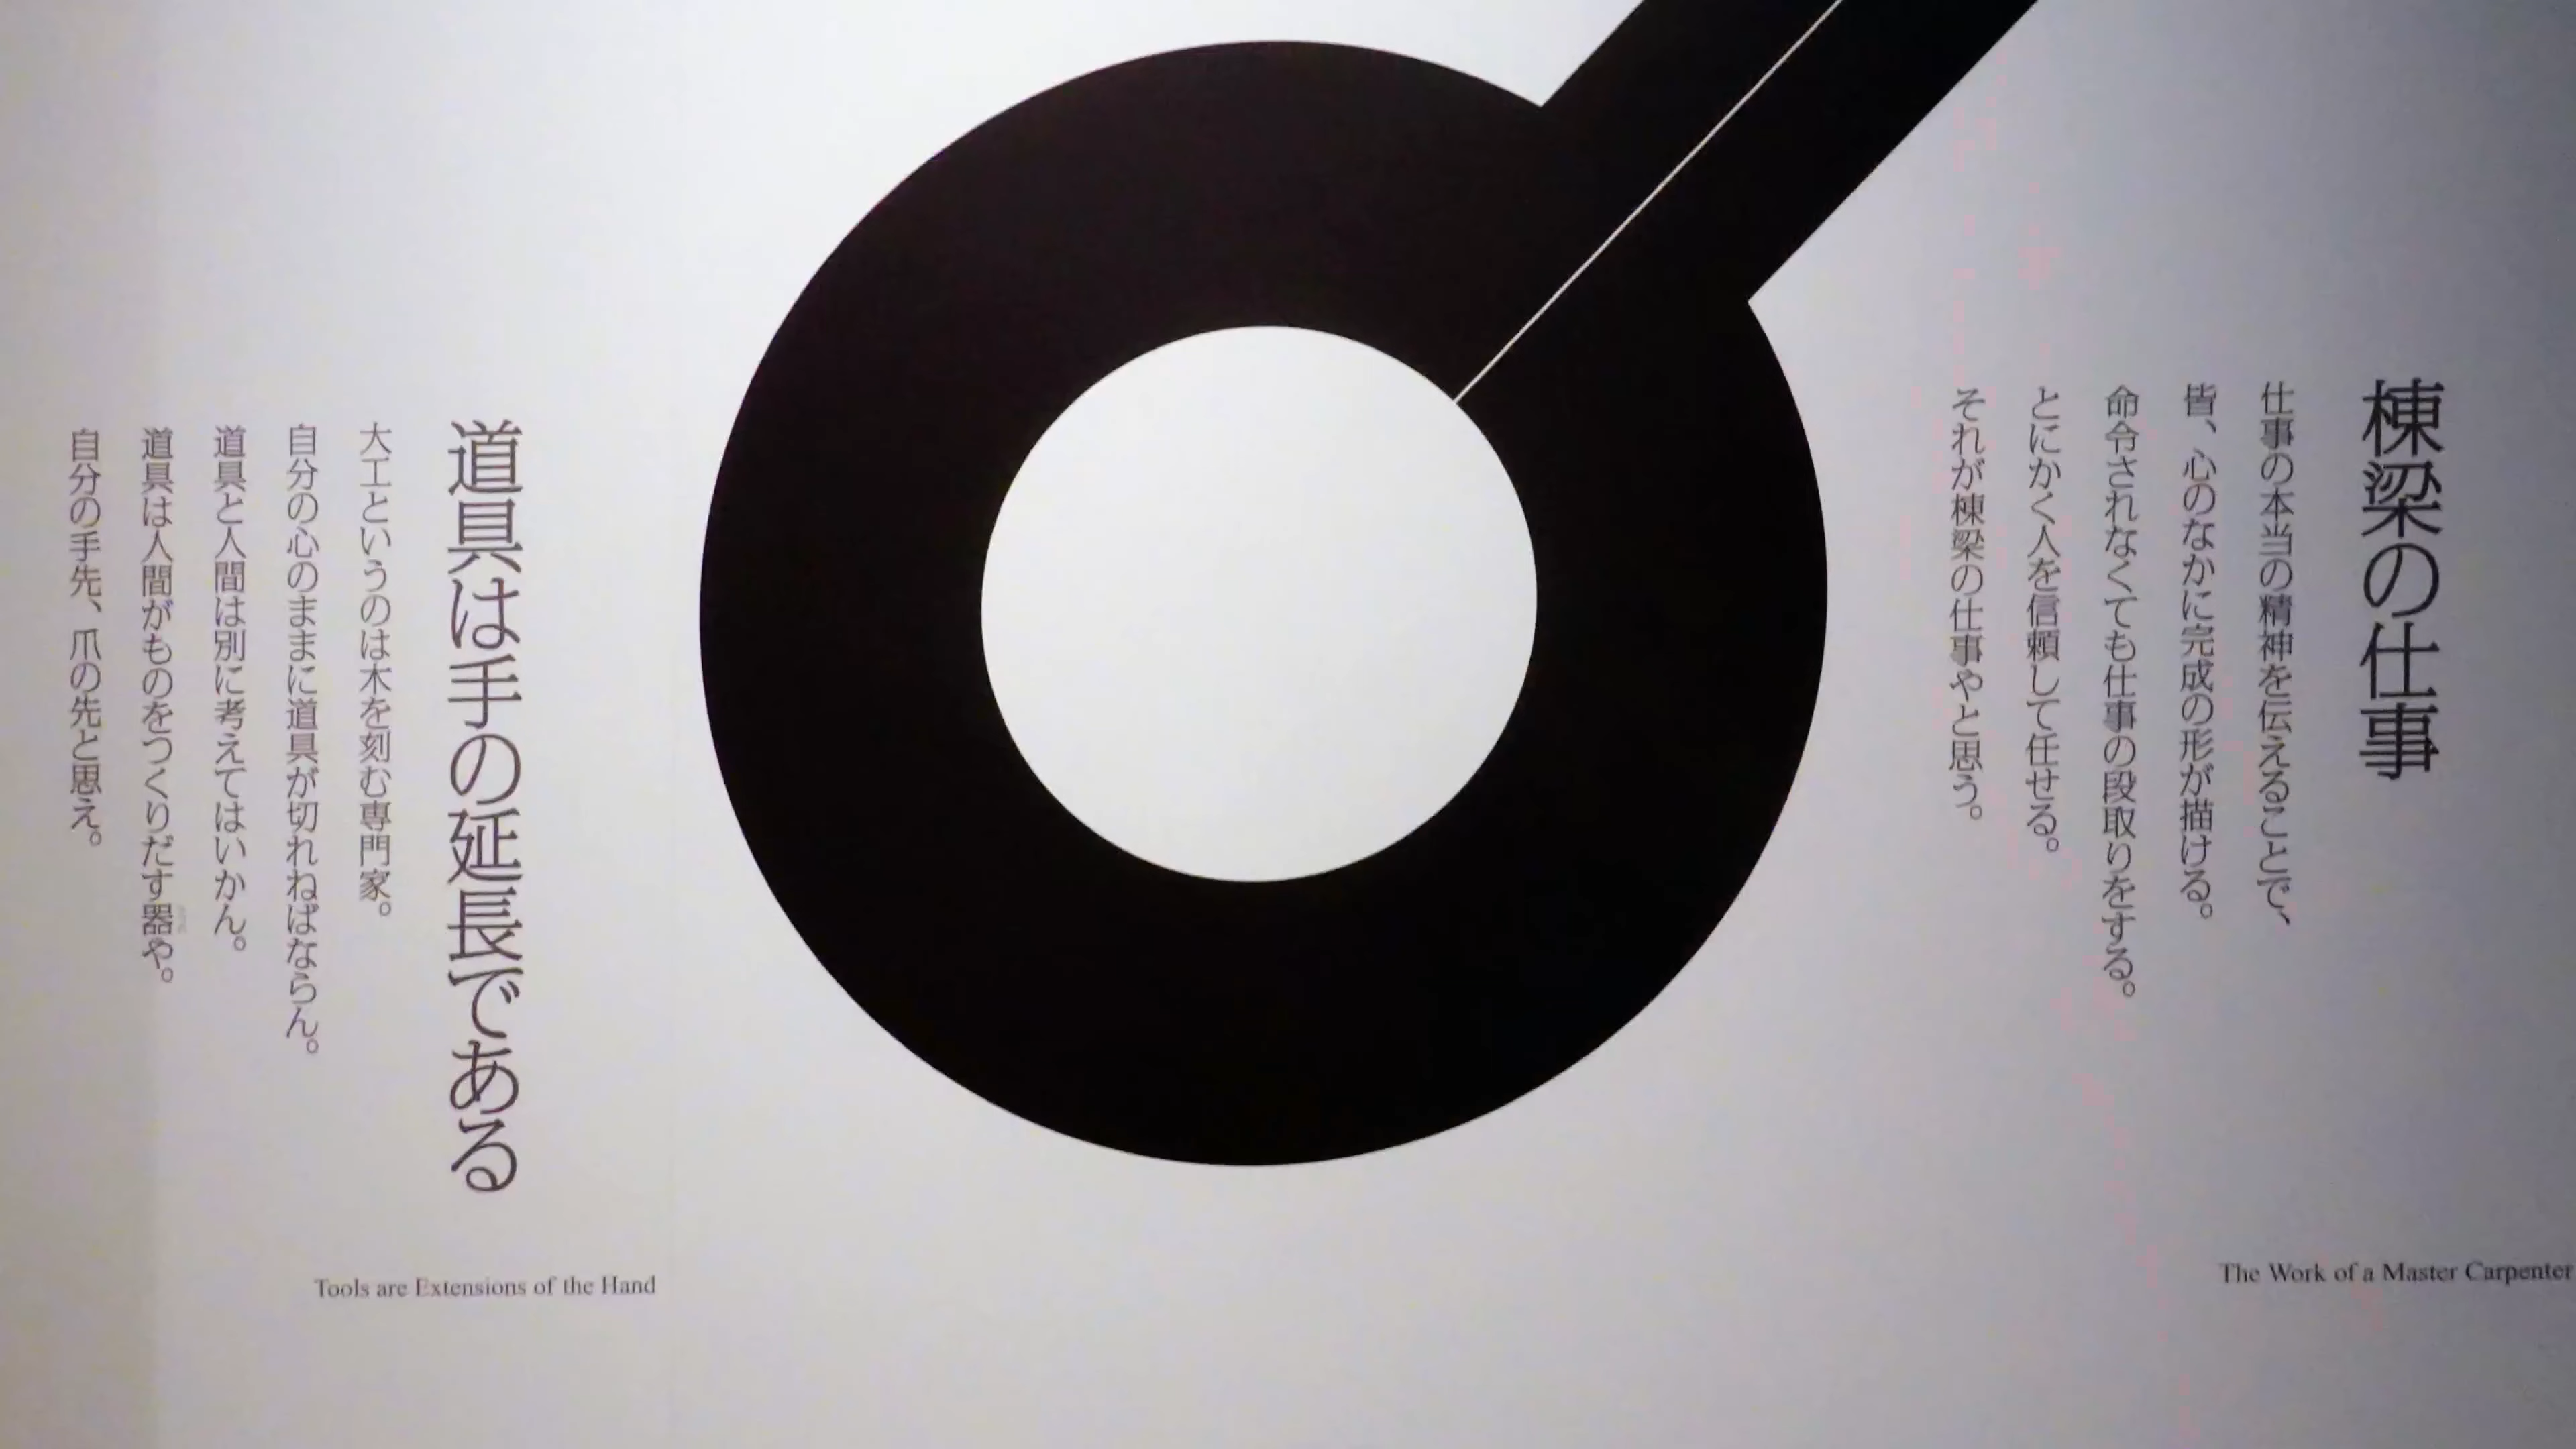 棟梁の仕事
仕事の本当の精神を伝えることで、
皆、心のなかに完成の形が描ける。
命令されなくても仕事の段取りをする。
とにかく人を信頼して任せる。
それが棟梁の仕事やと思う。
The Work of a Master Carpenter
道具は手の延長である
大工というのは木を刻む専門家。
自分の心のままに道具が切れねばならん。
道具と人間は別に考えてはいかん。
道具は人間がものをつくりだす器や。
自分の手先、爪の先と思え。
Tools are Extensions of the Hand